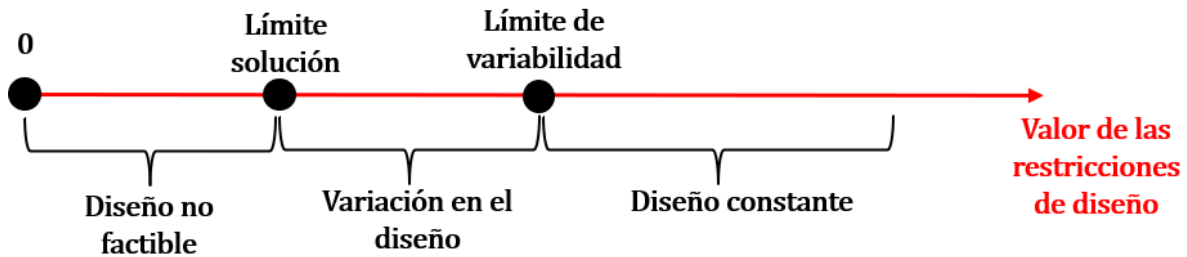 0
Límite
solución
Límite de
variabilidad
Valor de las
restricciones
de diseño
Diseño no
factible
Variación en el
diseño
Diseño constante